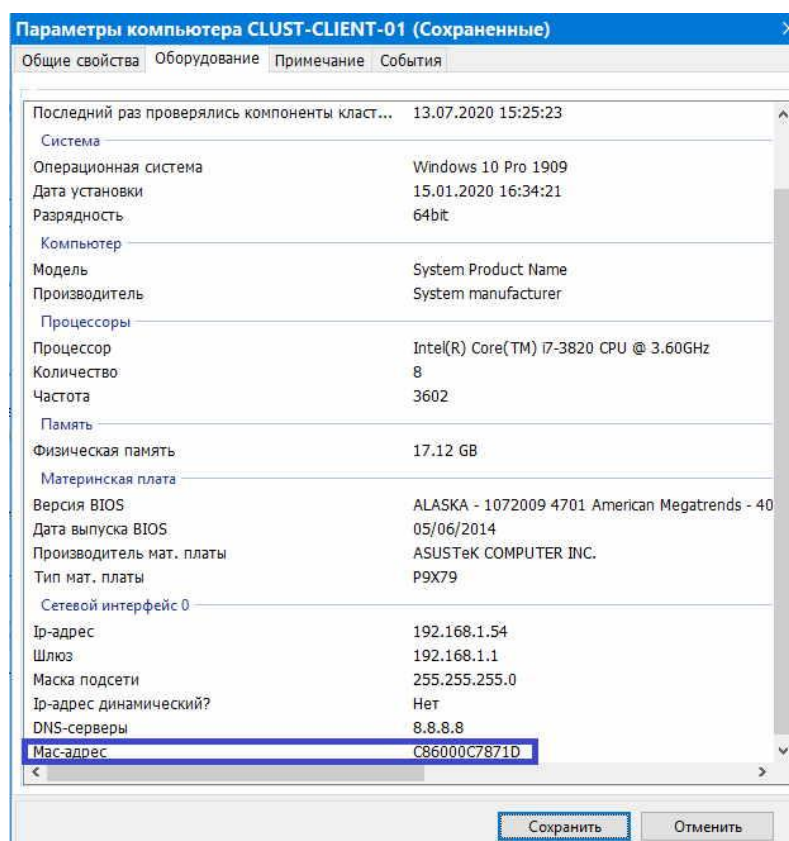 Параметры компьютера CLUST-CLIENT-01 (Сохраненные)
Общие свойства Оборудование Примечание События
Последний раз проверялись компоненты класт... 13.07.2020 15:25:23
Система
Операционная система Windows 10 Pro 1909
Дата установки 15.01.2020 16:34:21
Разрядность 64bit
Компьютер
Модель System Product Name
Производитель System manufacturer
Процессоры
Процессор Intel(R) Core(TM) i7-3820 CPU @ 3.60GHz
Количество 8
Частота 3602
Память
Физическая память 17.12 GB
Материнская плата
Версия BIOS ALASKA - 1072009 4701 American Megatrends - 40
Дата выпуска BIOS 05/06/2014
Производитель мат. платы ASUSTeK COMPUTER INC.
Тип мат. платы P9X79
Сетевой интерфейс 0
Ip-адрес 192.168.1.54
Шлюз 192.168.1.1
Маска подсети 255.255.255.0
Ip-адрес динамический? Нет
DNS-серверы 8.8.8.8
Mac-адрес C86000C7871D
Сохранить Отменить